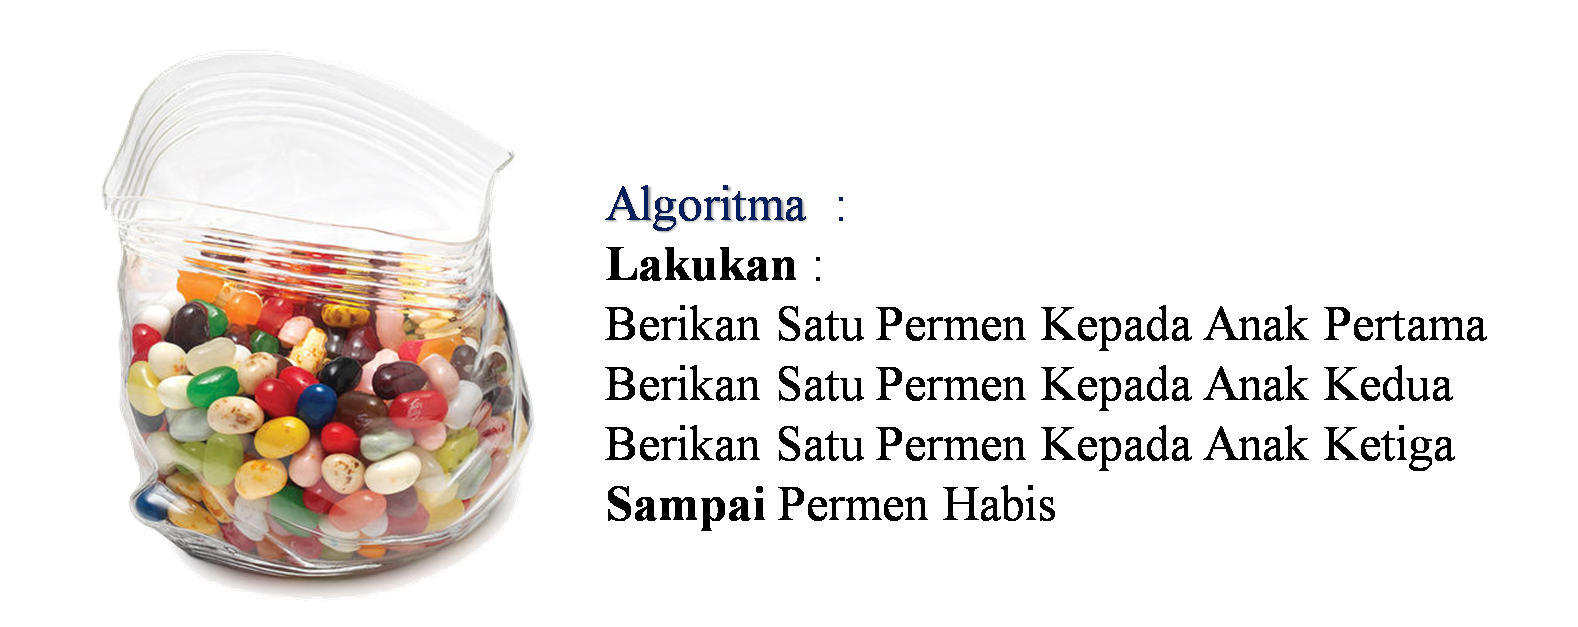 Algoritma :
Lakukan :
Berikan Satu Permen Kepada Anak Pertama
Berikan Satu Permen Kepada Anak Kedua
Berikan Satu Permen Kepada Anak Ketiga
Sampai Permen Habis